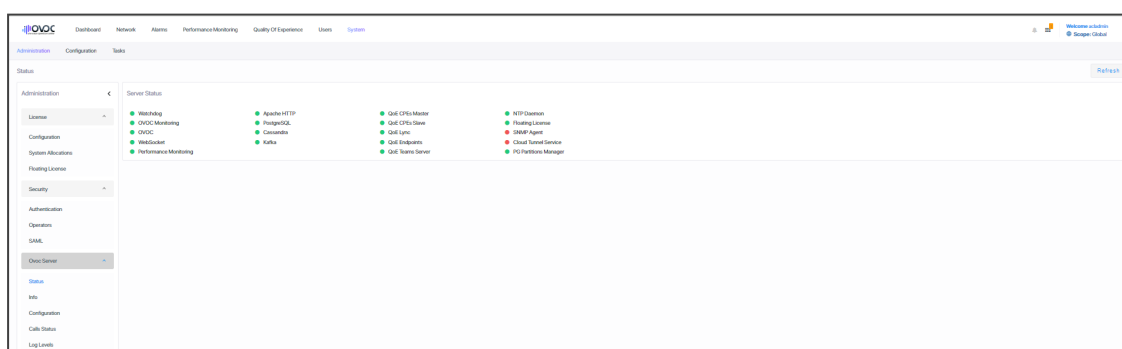 OVOC Dashboard Network Alarms Performance Monitoring Quality Of Experience Users System Welcome acladmin
Scope: Global
Administration Configuration Tasks
Status Refresh
Administration
License
Configuration
System Allocations
Floating License
Security
Authentication
Operators
SAML
Ovoc Server
Status
Info
Configuration
Calls Status
Log Levels
Server Status
Watchdog Apache HTTP QoE CPEs Master NTP Daemon
OVOC Monitoring PostgreSQL QoE CPEs Slave Floating License
OVOC Cassandra QoE Lync SNMP Agent
WebSocket Kafka QoE Endpoints Cloud Tunnel Service
Performance Monitoring QoE Teams Server PG Partitions Manager